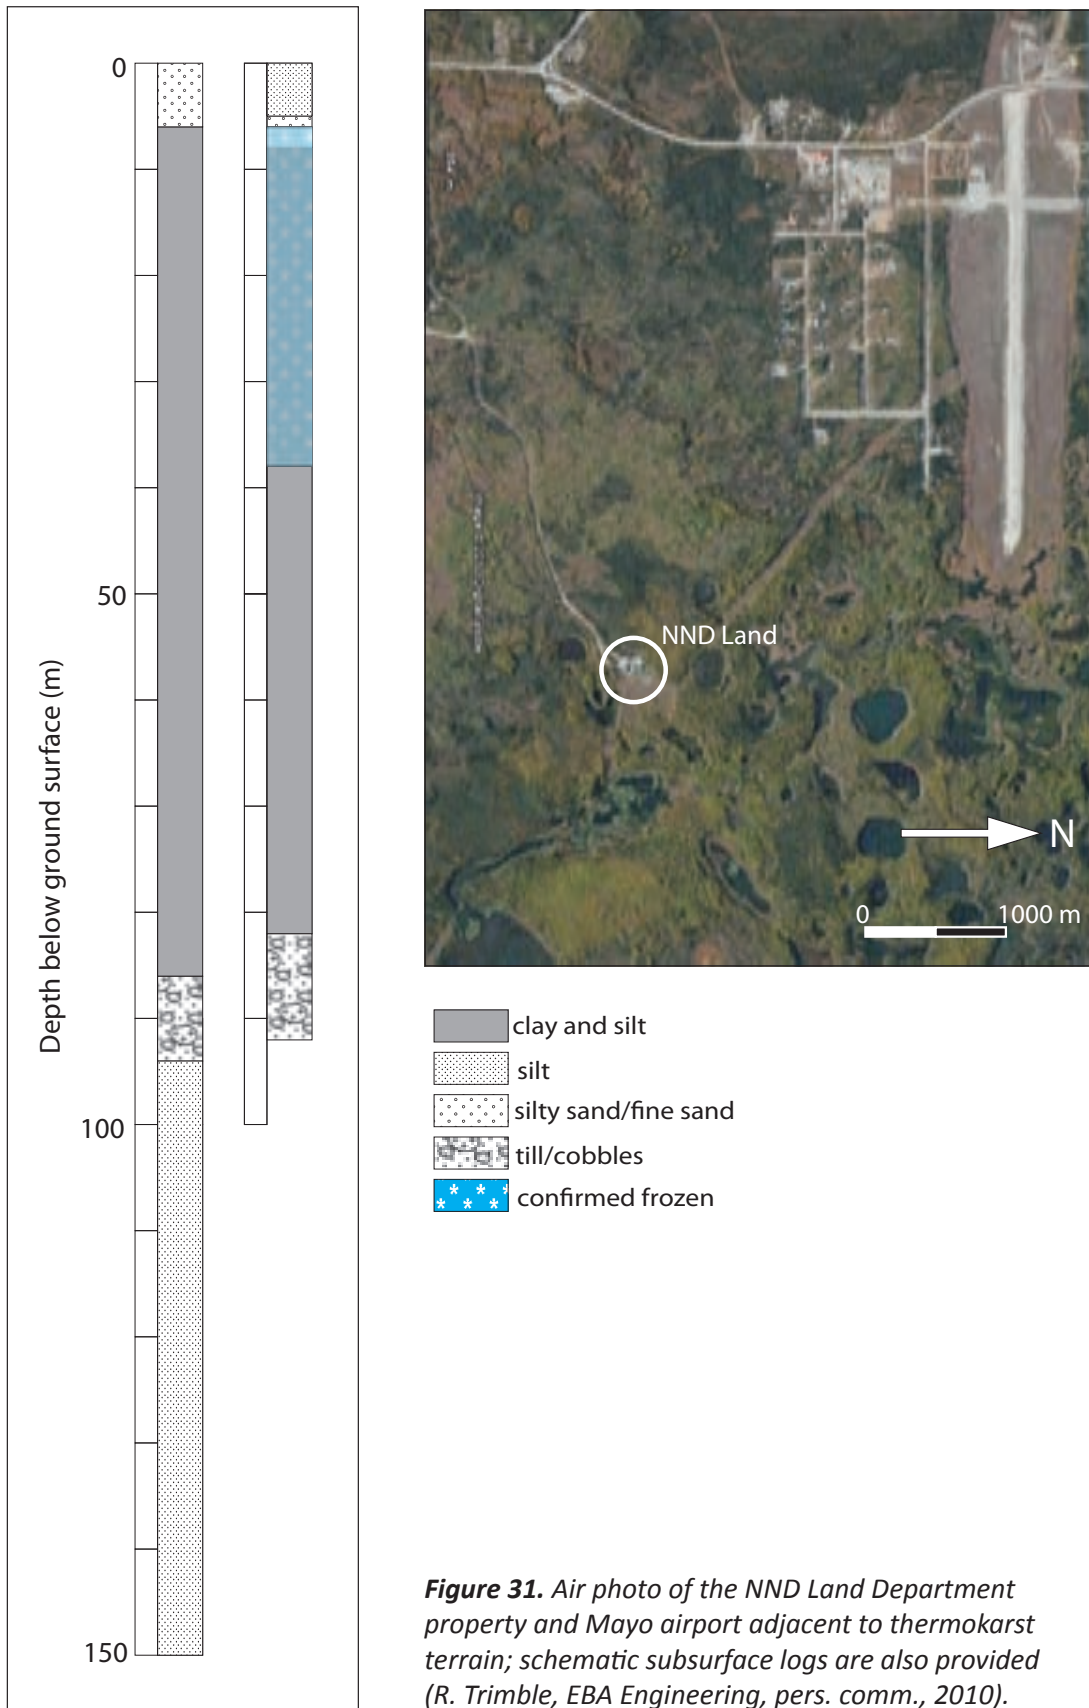 0
50
100
150
Depth below ground surface (m)
NND Land
N
0 1000 m
clay and silt
silt
silty sand/fine sand
till/cobbles
confirmed frozen
Figure 31. Air photo of the NND Land Department
property and Mayo airport adjacent to thermokarst
terrain; schematic subsurface logs are also provided
(R. Trimble, EBA Engineering, pers. comm., 2010).